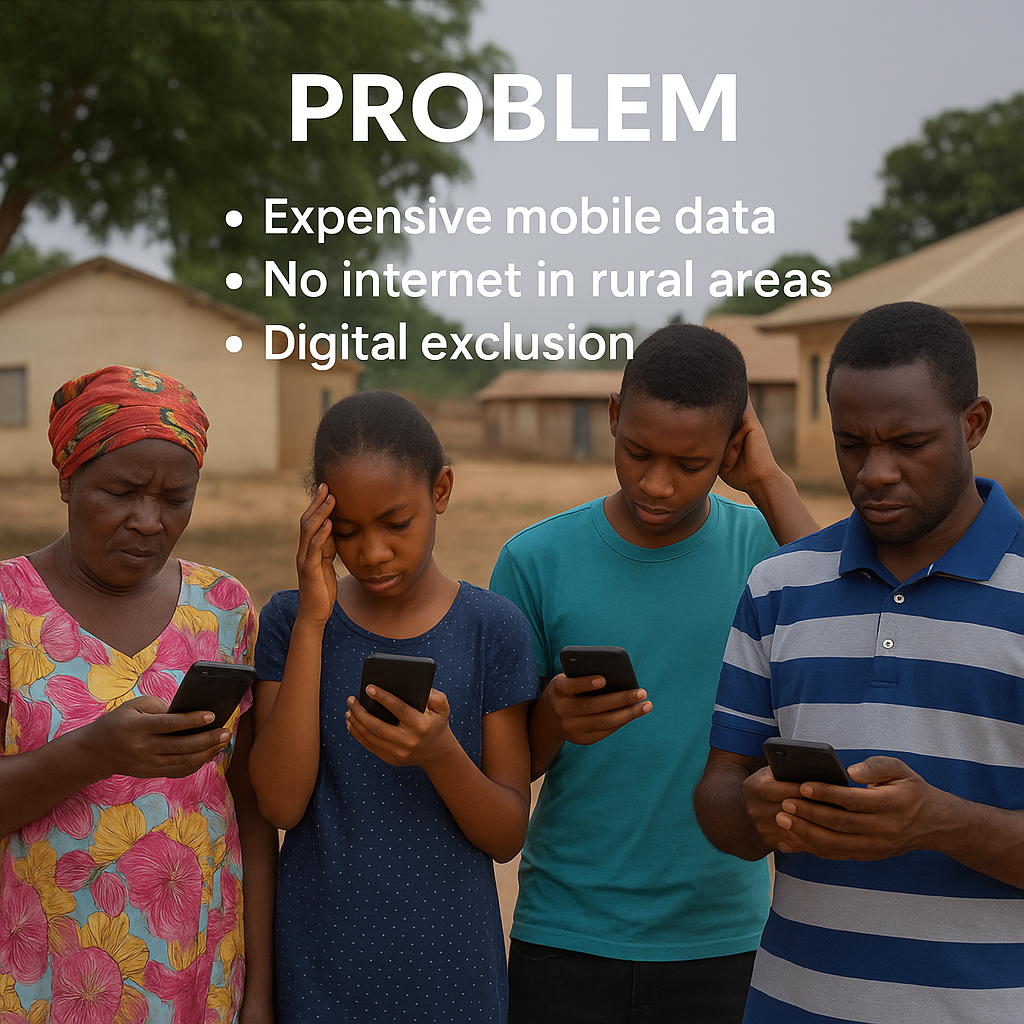 PROBLEM
• Expensive mobile data
• No internet in rural areas
• Digital exclusion